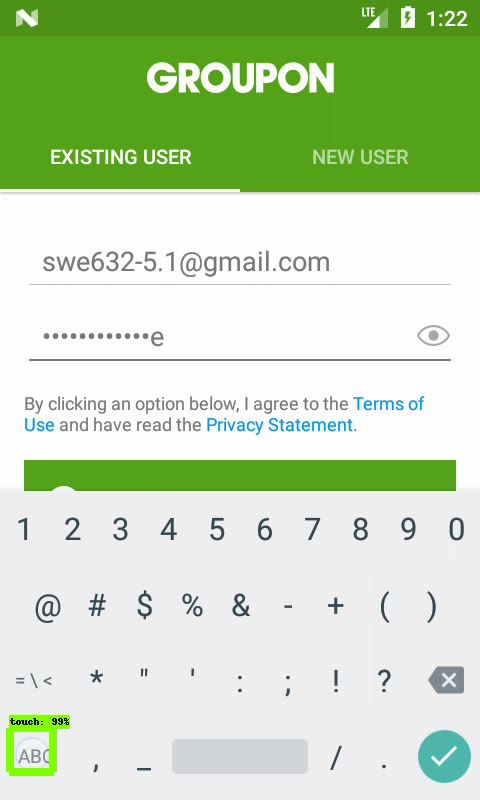 LTE 1:22
GROUPON
EXISTING USER NEW USER
swe632-5.1@gmail.com
••••••••••••e
By clicking an option below, I agree to the Terms of
Use and have read the Privacy Statement.
1 2 3 4 5 6 7 8 9 0
@ # $ % & - + ( )
= \ < * " ' : ; ! ?
touch: 99%
ABC , _ / .